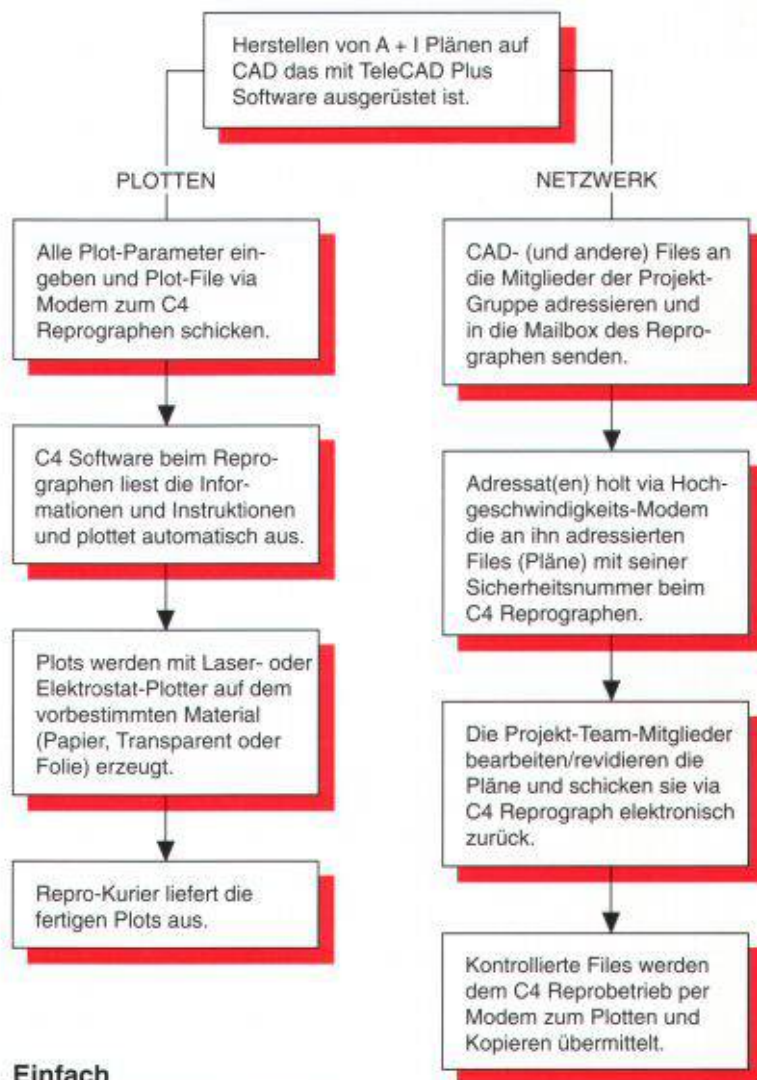 Herstellen von A + I Plänen auf
CAD das mit TeleCAD Plus
Software ausgerüstet ist.
PLOTTEN
Alle Plot-Parameter ein-
geben und Plot-File via
Modem zum C4
Reprographen schicken.
C4 Software beim Repro-
graphen liest die Infor-
mationen und Instruktionen
und plottet automatisch aus.
Plots werden mit Laser- oder
Elektrostat-Plotter auf dem
vorbestimmten Material
(Papier, Transparent oder
Folie) erzeugt.
Repro-Kurier liefert die
fertigen Plots aus.
NETZWERK
CAD- (und andere) Files an
die Mitglieder der Projekt-
Gruppe adressieren und
in die Mailbox des Repro-
graphen senden.
Adressat(en) holt via Hoch-
geschwindigkeits-Modem
die an ihn adressierten
Files (Pläne) mit seiner
Sicherheitsnummer beim
C4 Reprographen.
Die Projekt-Team-Mitglieder
bearbeiten/revidieren die
Pläne und schicken sie via
C4 Reprograph elektronisch
zurück.
Kontrollierte Files werden
dem C4 Reprobetrieb per
Modem zum Plotten und
Kopieren übermittelt.
Einfach